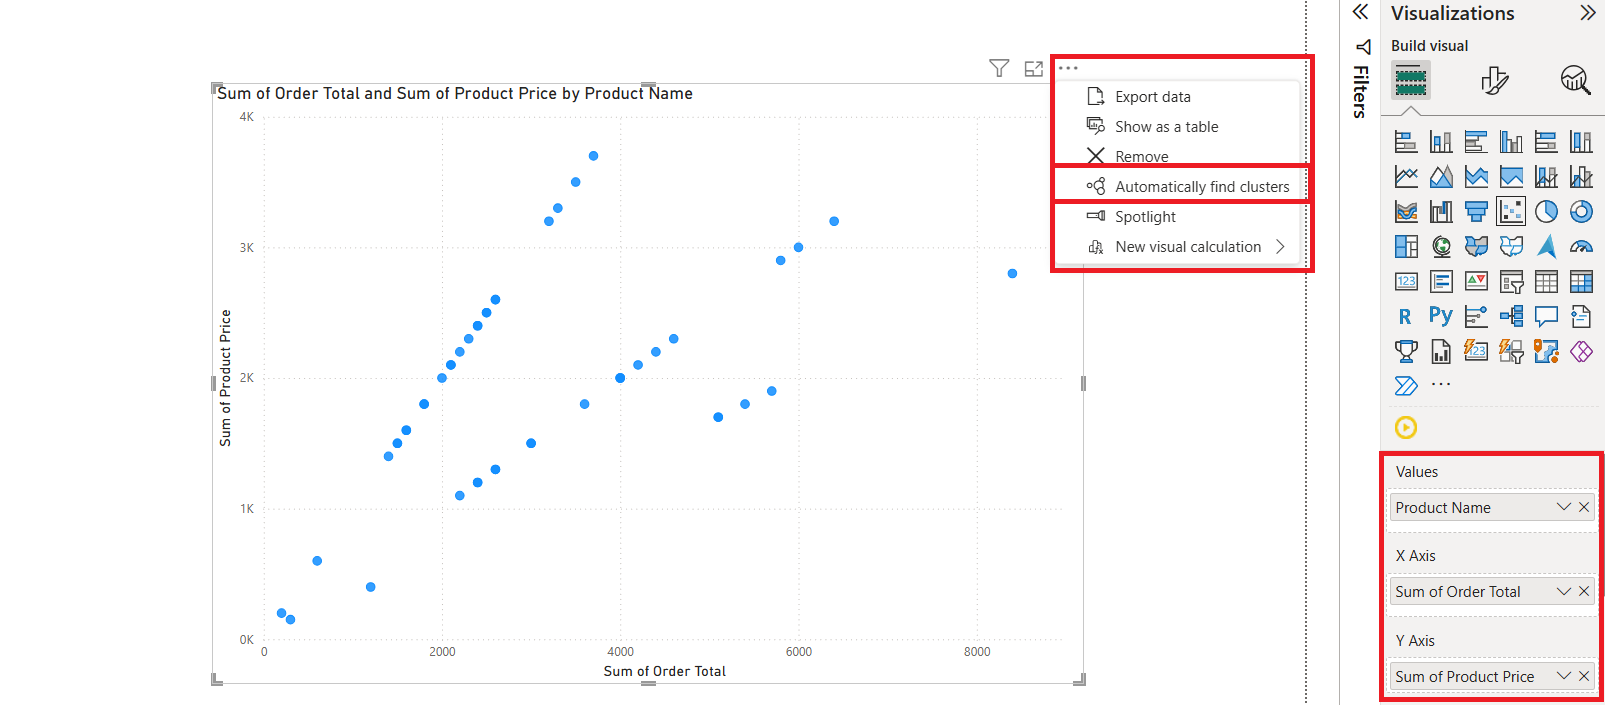 Visualizations
Build visual
Filters
Sum of Order Total and Sum of Product Price by Product Name
4K
3K
2K
1K
0K
Sum of Product Price
0
2000
4000
6000
8000
Sum of Order Total
Export data
Show as a table
Remove
Automatically find clusters
Spotlight
New visual calculation
123
R
Py
123
Values
Product Name
X Axis
Sum of Order Total
Y Axis
Sum of Product Price